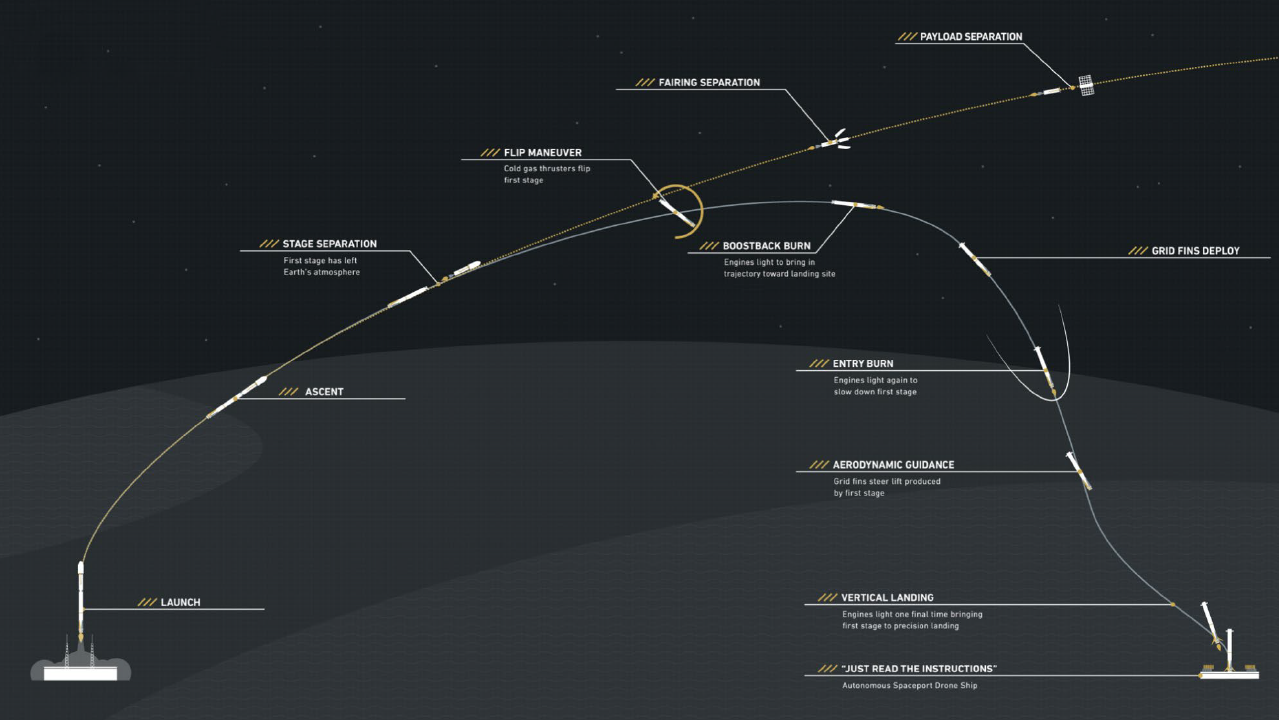 /// PAYLOAD SEPARATION
/// FAIRING SEPARATION
/// FLIP MANEUVER
Cold gas thrusters flip
first stage
/// STAGE SEPARATION
First stage has left
Earth's atmosphere
/// BOOSTBACK BURN
Engines light to bring in
trajectory toward landing site
/// GRID FINS DEPLOY
/// ENTRY BURN
Engines light again to
slow down first stage
/// ASCENT
/// AERODYNAMIC GUIDANCE
Grid fins steer lift produced
by first stage
/// LAUNCH
/// VERTICAL LANDING
Engines light one final time bringing
first stage to precision landing
/// "JUST READ THE INSTRUCTIONS"
Autonomous Spaceport Drone Ship